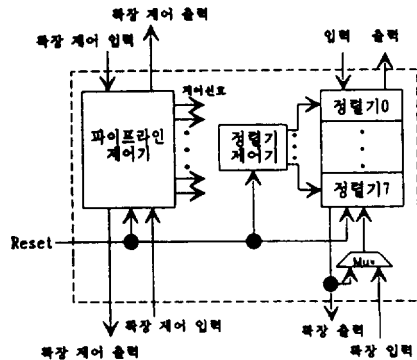 확장 제어 출력
확장 제어 입력
입력 출력
제어신호
파이프라인
제어기
정렬기
제어기
정렬기0
정렬기7
Reset
Mux
확장 제어 입력
확장 제어 출력
확장 출력
확장 입력